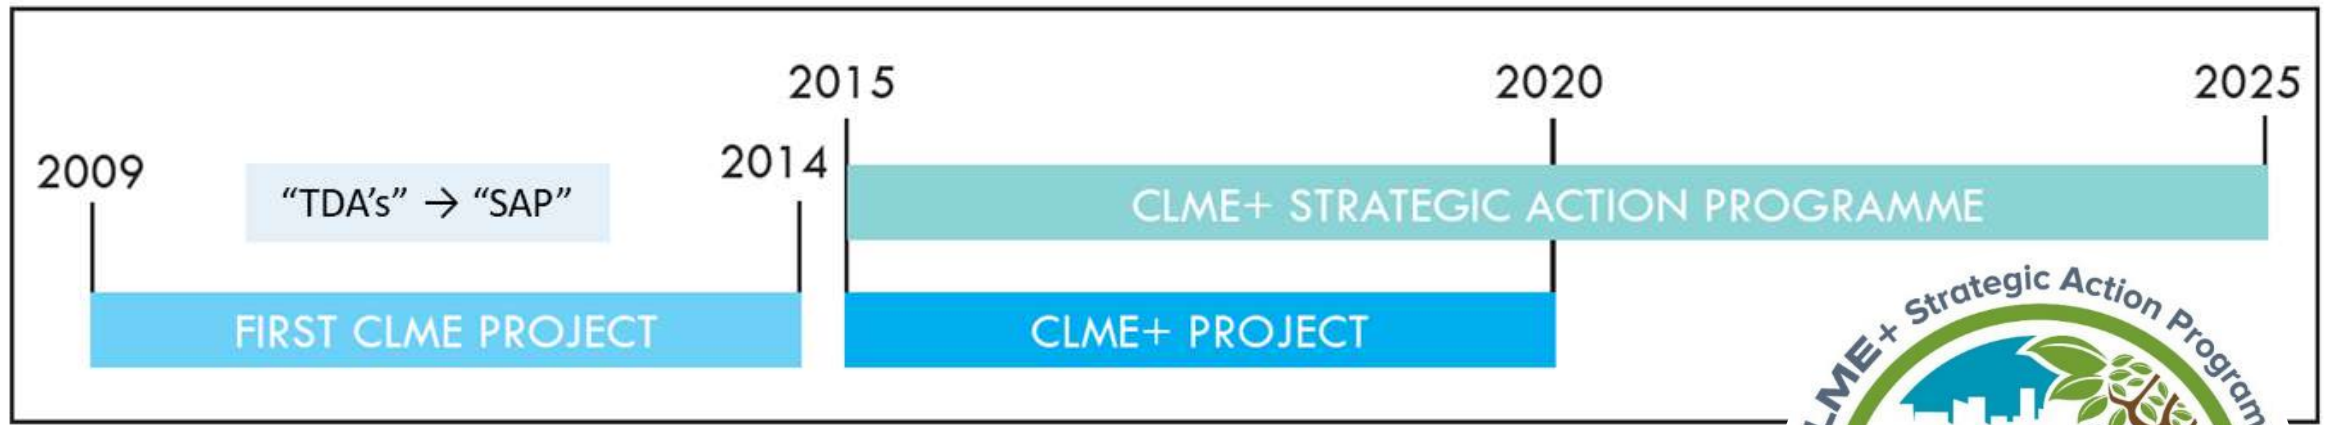 2015
2020
2025
2009
2014
“TDA’s” → “SAP”
CLME+ STRATEGIC ACTION PROGRAMME
FIRST CLME PROJECT
CLME+ PROJECT
Strategic Action